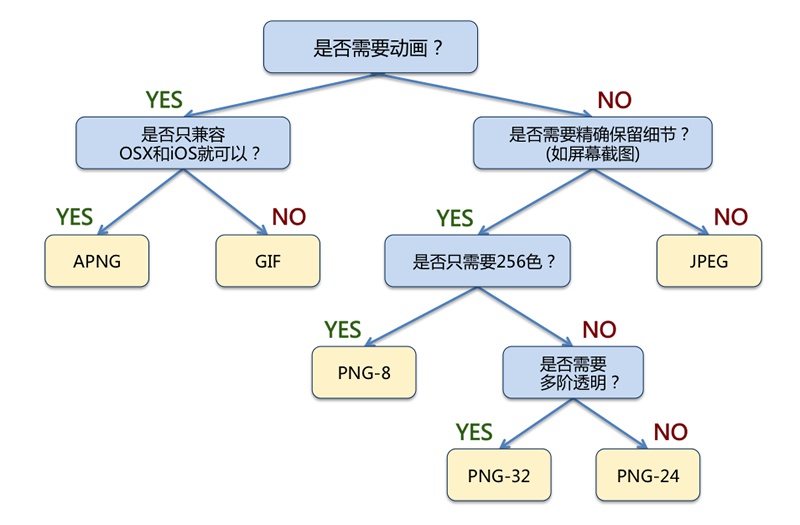 是否需要动画？
YES
NO
是否只兼容
OSX和iOS就可以？
是否需要精确保留细节？
(如屏幕截图)
YES
NO
YES
NO
APNG
GIF
是否只需要256色？
JPEG
YES
NO
PNG-8
是否需要
多阶透明？
YES
NO
PNG-32
PNG-24